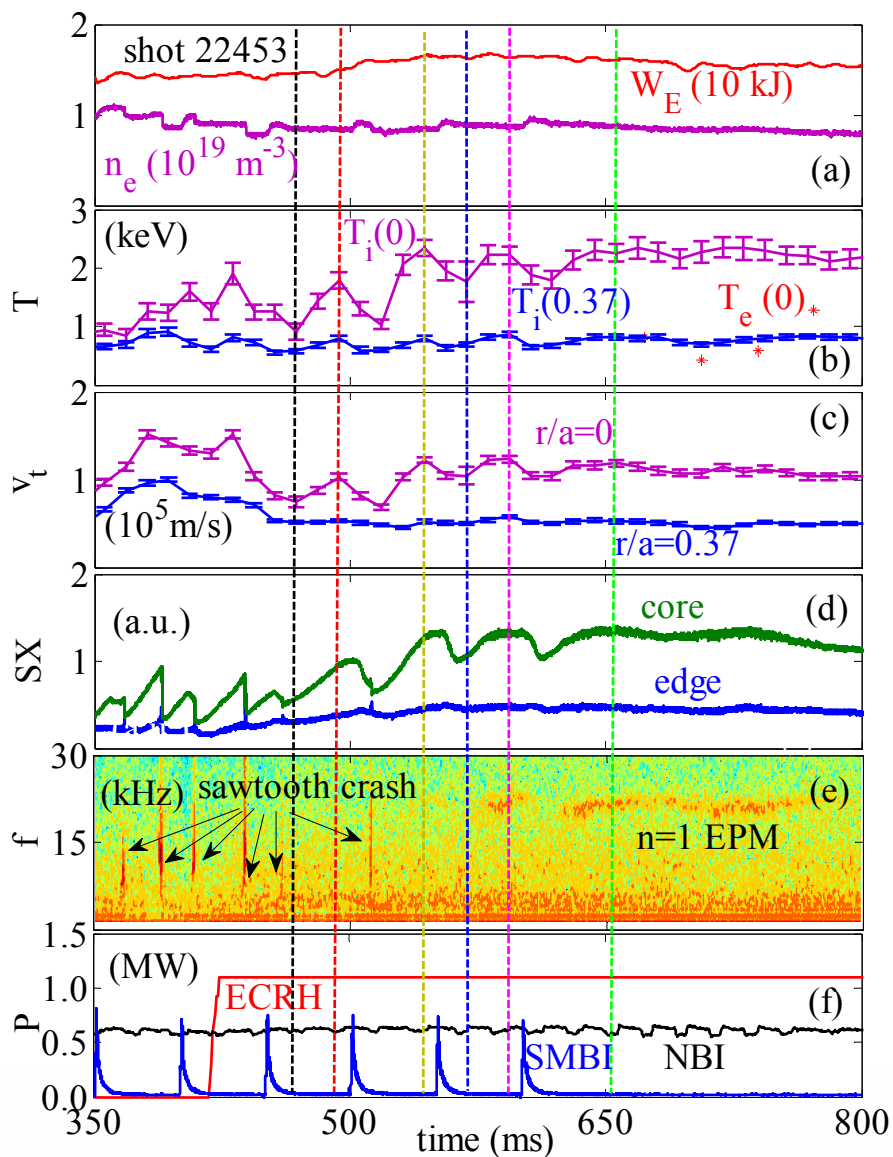 2
shot 22453
W_E (10 kJ)
1
n_e (10^19 m^-3)
(a)
3
(keV)
T_i(0)
2
T
T_i(0.37)
T_e(0)
1
(b)
2
(c)
r/a=0
v_t
1
(10^5 m/s)
r/a=0.37
2
(a.u.)
core
(d)
SX
1
edge
30
(kHz)
sawtooth crash
(e)
f
15
n=1 EPM
1.5
(MW)
1.0
ECRH
(f)
P
0.5
SMBI
NBI
0.0
350
500
650
800
time (ms)